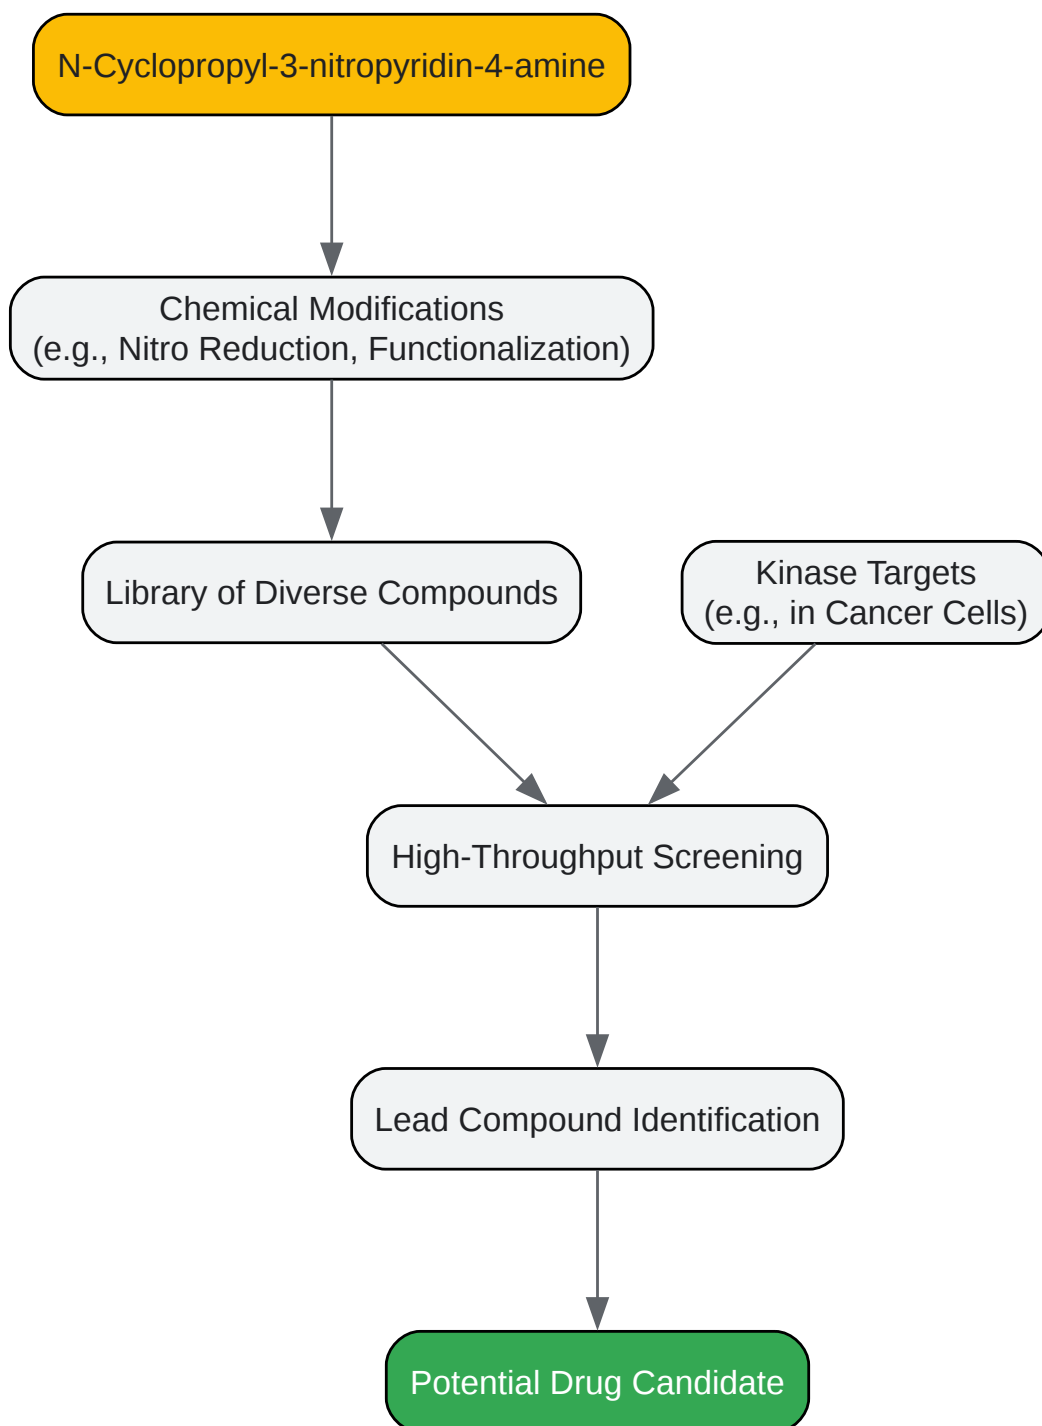 N-Cyclopropyl-3-nitropyridin-4-amine
Chemical Modifications
(e.g., Nitro Reduction, Functionalization)
Library of Diverse Compounds
Kinase Targets
(e.g., in Cancer Cells)
High-Throughput Screening
Lead Compound Identification
Potential Drug Candidate